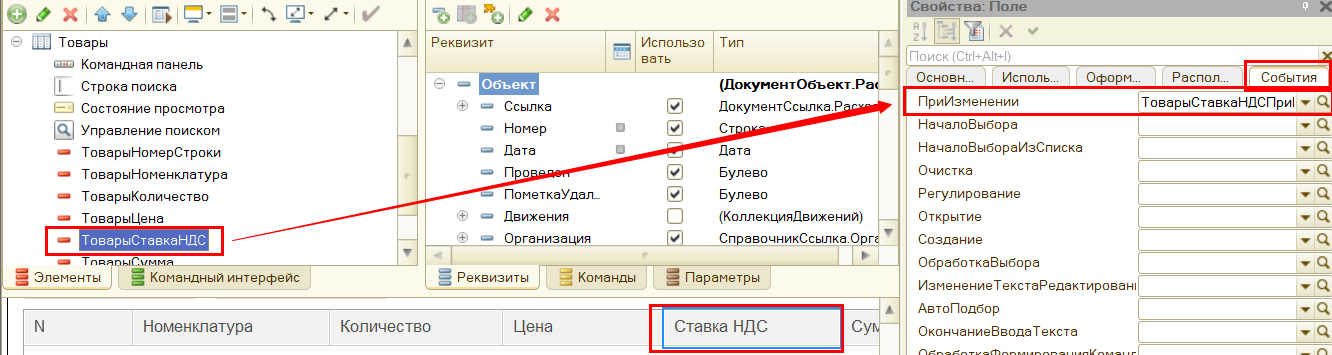 Товары
Командная панель
Строка поиска
Состояние просмотра
Управление поиском
ТоварыНомерСтроки
ТоварыНоменклатура
ТоварыКоличество
ТоварыЦена
ТоварыСтавкаНДС
ТоварыСумма
Элементы
Командный интерфейс
Реквизит
Использо
вать
Тип
Объект
(ДокументОбъект.Рас
Ссылка
ДокументСсылка.Расхо
Номер
Строка
Дата
Дата
Проведен
Булево
ПометкаУдал...
Булево
Движения
(КоллекцияДвижений)
Организация
СправочникСсылка.Орга
Реквизиты
Команды
Параметры
Свойства: Поле
Поиск (Ctrl+Alt+I)
Основн...
Исполь...
Оформ...
Распол...
События
ПриИзменении
ТоварыСтавкаНДСПриI
НачалоВыбора
НачалоВыбораИзСписка
Очистка
Регулирование
Открытие
Создание
ОбработкаВыбора
ИзменениеТекстаРедактировани
АвтоПодбор
ОкончаниеВводаТекста
ОбработкаФормированияКоманд
N
Номенклатура
Количество
Цена
Ставка НДС
Сум